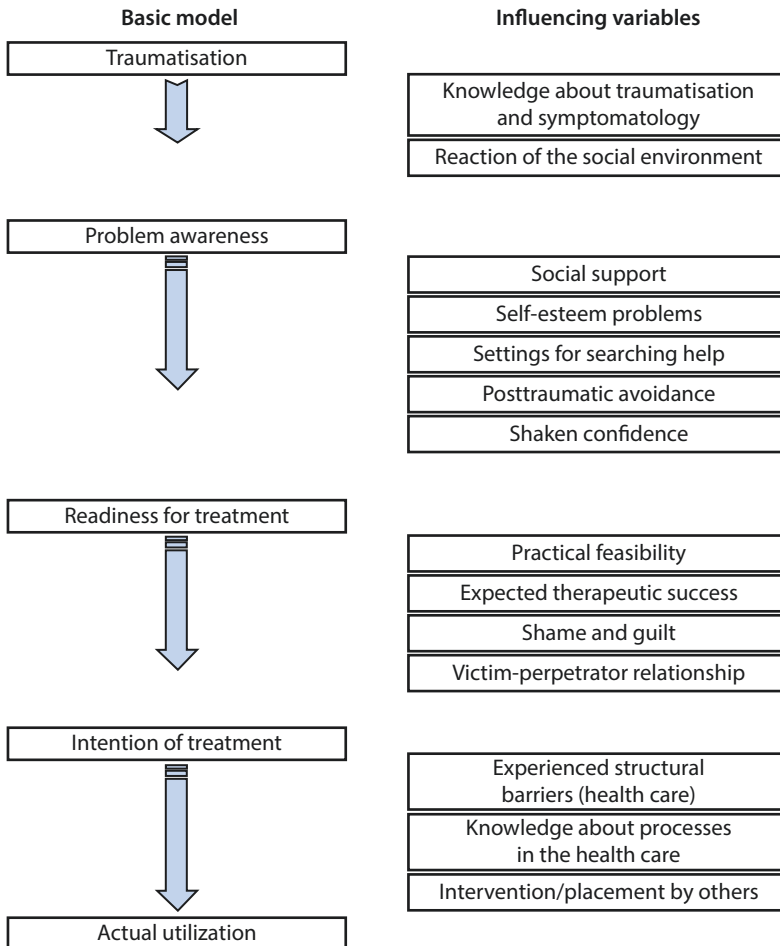 Basic model
Influencing variables
Traumatisation
Knowledge about traumatisation
and symptomatology
Reaction of the social environment
Problem awareness
Social support
Self-esteem problems
Settings for searching help
Posttraumatic avoidance
Shaken confidence
Readiness for treatment
Practical feasibility
Expected therapeutic success
Shame and guilt
Victim-perpetrator relationship
Intention of treatment
Experienced structural
barriers (health care)
Knowledge about processes
in the health care
Intervention/placement by others
Actual utilization